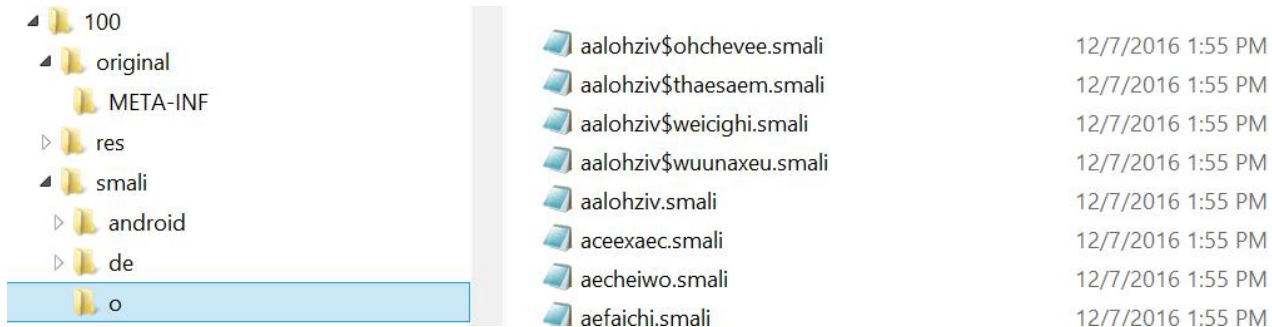 100
original
META-INF
res
smali
android
de
o
aalohziv$ohchevee.smali 12/7/2016 1:55 PM
aalohziv$thaesaem.smali 12/7/2016 1:55 PM
aalohziv$weicighi.smali 12/7/2016 1:55 PM
aalohziv$wuunaxeu.smali 12/7/2016 1:55 PM
aalohziv.smali 12/7/2016 1:55 PM
aceexaec.smali 12/7/2016 1:55 PM
aecheiwo.smali 12/7/2016 1:55 PM
aefaichi.smali 12/7/2016 1:55 PM